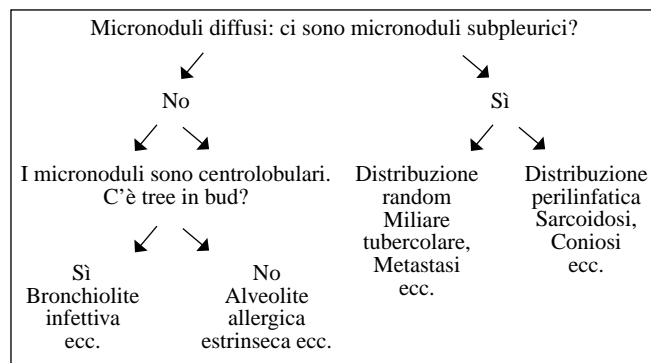 Micronoduli diffusi: ci sono micronoduli subpleurici?
No
Sì
I micronoduli sono centrolobulari.
C'è tree in bud?
Distribuzione
random
Miliare
tubercolare,
Metastasi
ecc.
Distribuzione
perilinfatica
Sarcoidosi,
Coniosi
ecc.
Sì
Bronchiolite
infettiva
ecc.
No
Alveolite
allergica
estrinseca ecc.